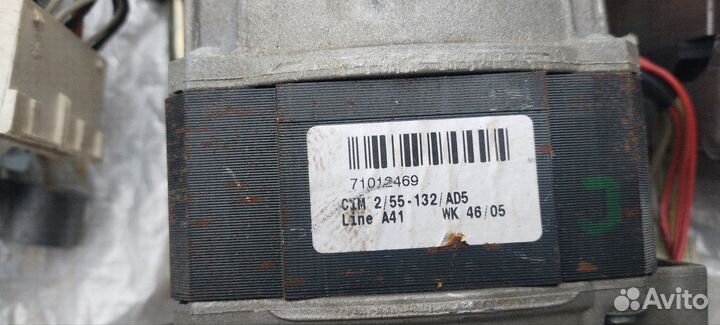 71012469
CIM 2/55-132/AD5
Line A41 WK 46/05
Avito